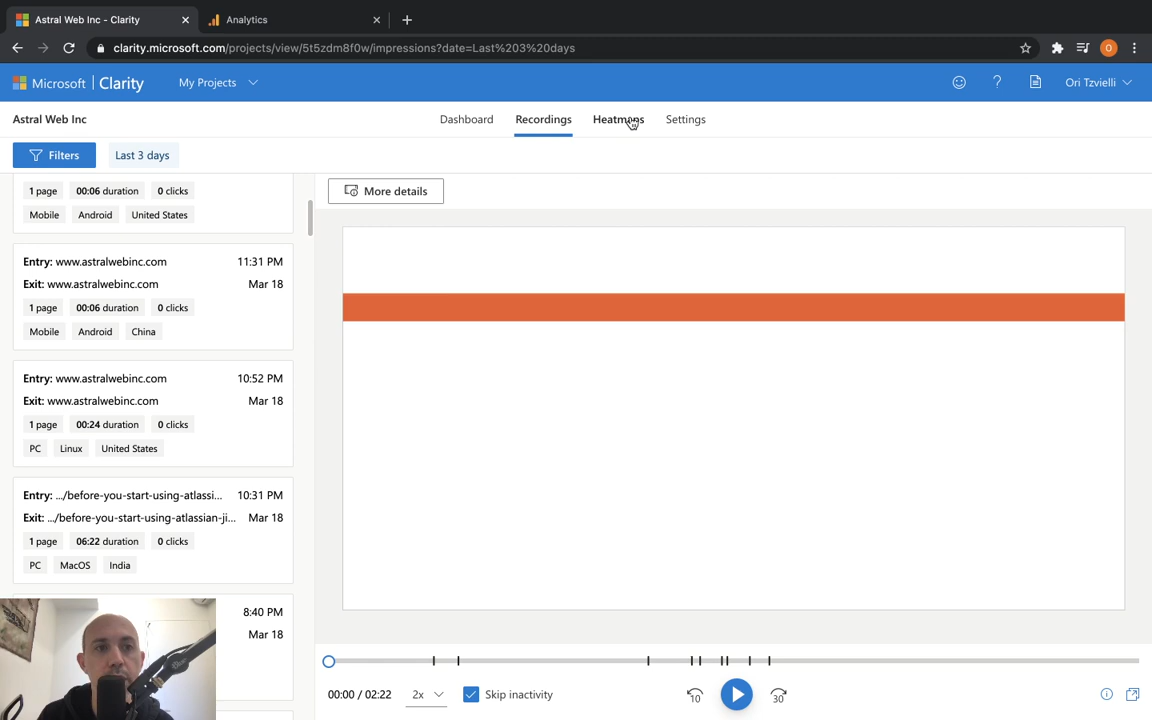 Astral Web Inc - Clarity
Analytics
clarity.microsoft.com/projects/view/5t5zdm8f0w/impressions?date=Last%203%20days
O
Microsoft | Clarity My Projects Ori Tzvielli
Astral Web Inc Dashboard Recordings Heatmaps Settings
Filters Last 3 days
More details
1 page 00:06 duration 0 clicks
Mobile Android United States
Entry: www.astralwebinc.com 11:31 PM
Exit: www.astralwebinc.com Mar 18
1 page 00:06 duration 0 clicks
Mobile Android China
Entry: www.astralwebinc.com 10:52 PM
Exit: www.astralwebinc.com Mar 18
1 page 00:24 duration 0 clicks
PC Linux United States
Entry: .../before-you-start-using-atlassi... 10:31 PM
Exit: .../before-you-start-using-atlassian-ji... Mar 18
1 page 06:22 duration 0 clicks
PC MacOS India
8:40 PM
Mar 18
00:00 / 02:22 2x Skip inactivity 10 30